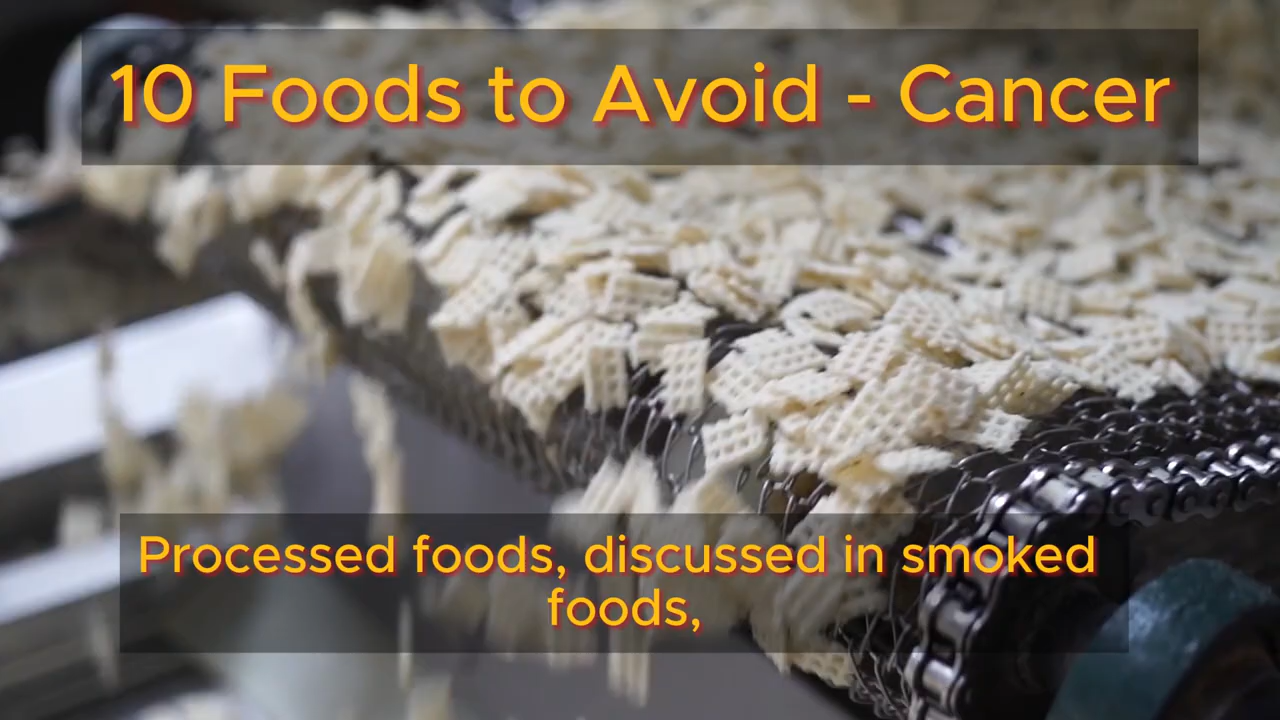 10 Foods to Avoid - Cancer
Processed foods, discussed in smoked
foods,